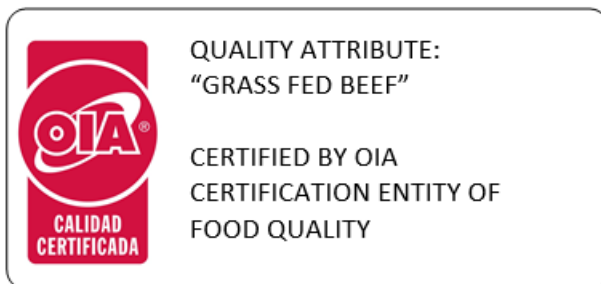 QUALITY ATTRIBUTE:
“GRASS FED BEEF”
CERTIFIED BY OIA
CERTIFICATION ENTITY OF
FOOD QUALITY
OIA®
CALIDAD
CERTIFICADA